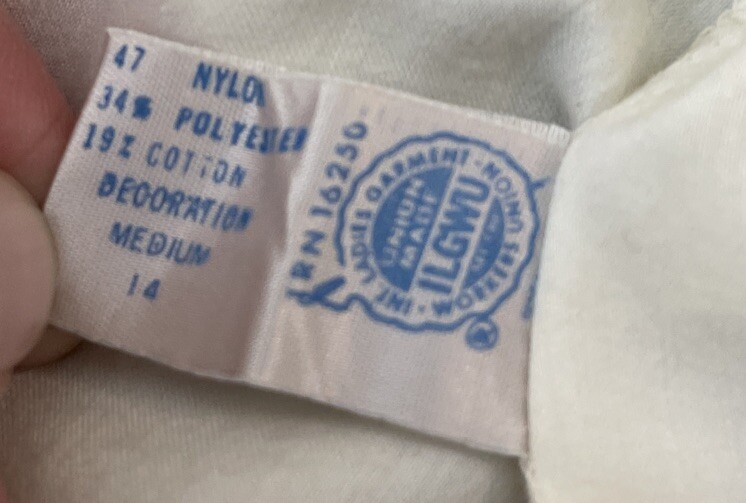 47 NYLON
34% POLYESTER
19% COTTON
DECORATION
MEDIUM
14
RN 16250
INT. LADIES GARMENT · WORKERS UNION ·
UNION
MADE
ILGWU
®